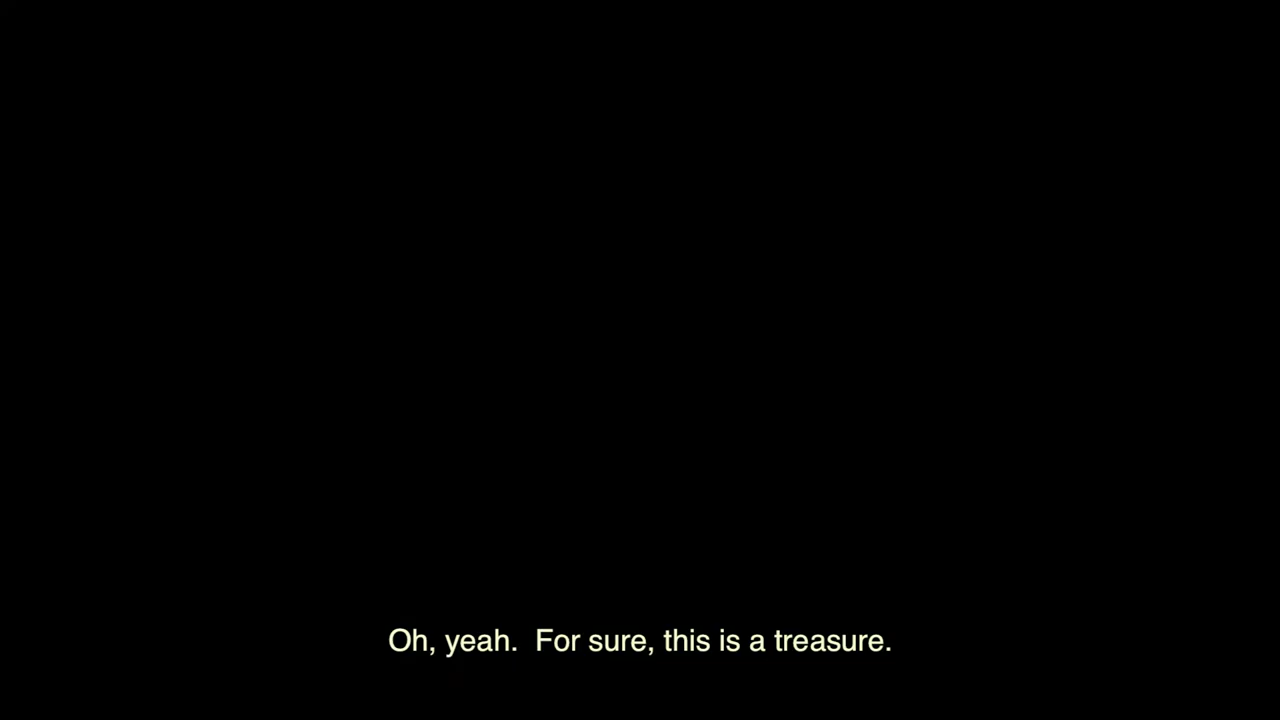 Oh, yeah.  For sure, this is a treasure.